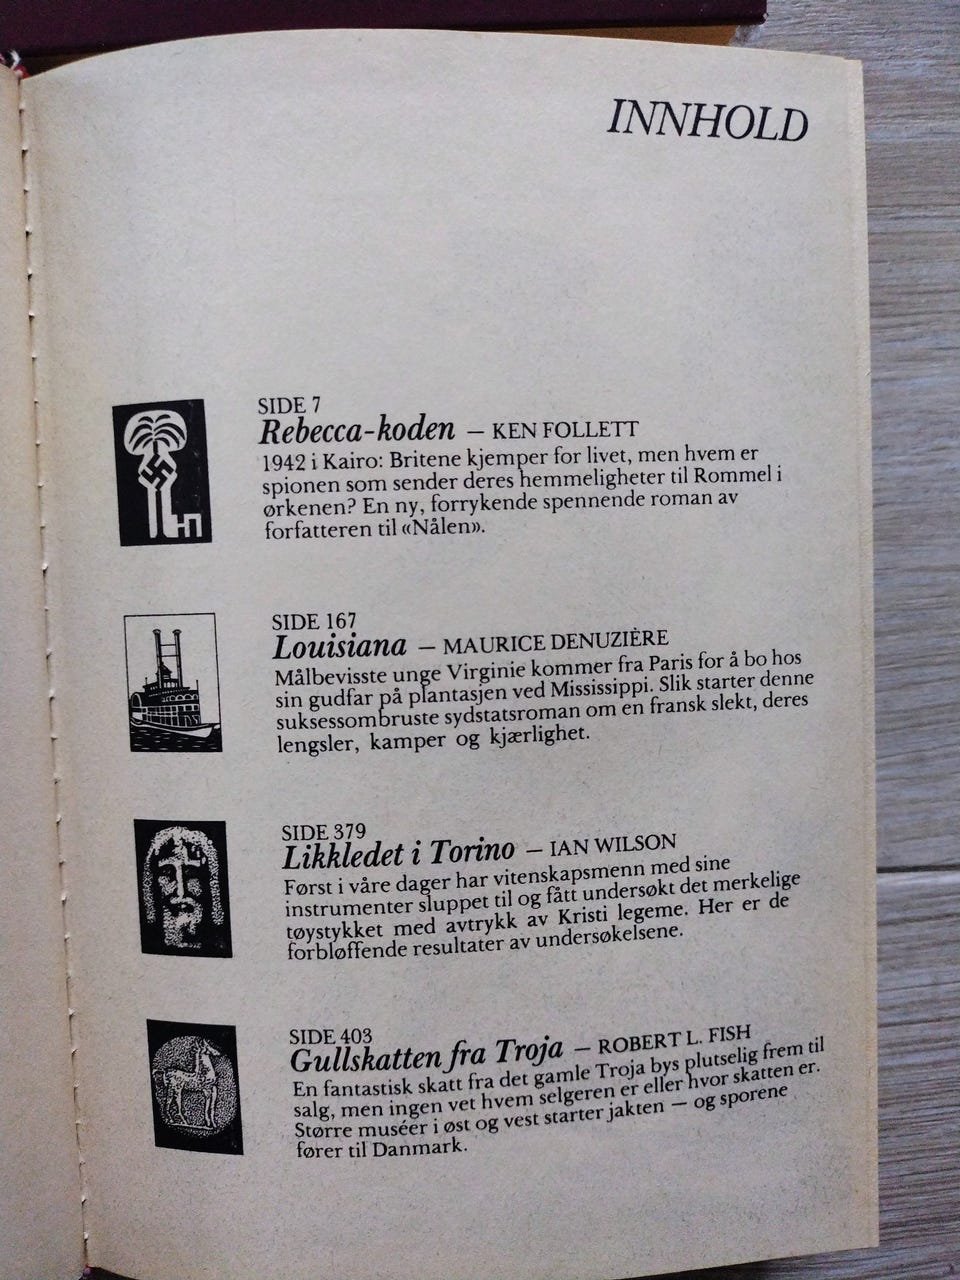 INNHOLD
SIDE 7
Rebecca-koden – KEN FOLLETT
1942 i Kairo: Britene kjemper for livet, men hvem er
spionen som sender deres hemmeligheter til Rommel i
ørkenen? En ny, forrykende spennende roman av
forfatteren til «Nålen».
SIDE 167
Louisiana – MAURICE DENUZIÈRE
Målbevisste unge Virginie kommer fra Paris for å bo hos
sin gudfar på plantasjen ved Mississippi. Slik starter denne
suksessombruste sydstatsroman om en fransk slekt, deres
lengsler, kamper og kjærlighet.
SIDE 379
Likkledet i Torino – IAN WILSON
Først i våre dager har vitenskapsmenn med sine
instrumenter sluppet til og fått undersøkt det merkelige
tøystykket med avtrykk av Kristi legeme. Her er de
forbløffende resultater av undersøkelsene.
SIDE 403
Gullskatten fra Troja – ROBERT L. FISH
En fantastisk skatt fra det gamle Troja bys plutselig frem til
salg, men ingen vet hvem selgeren er eller hvor skatten er.
Større muséer i øst og vest starter jakten – og sporene
fører til Danmark.